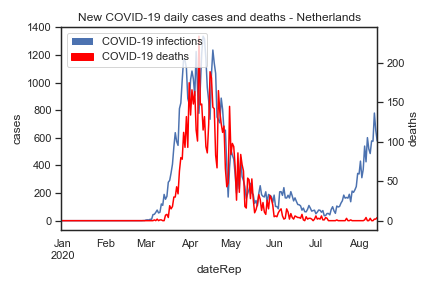 New COVID-19 daily cases and deaths - Netherlands
COVID-19 infections
COVID-19 deaths
1400
1200
1000
800
600
400
200
0
cases
200
150
100
50
0
deaths
Jan
2020
Feb
Mar
Apr
May
Jun
Jul
Aug
dateRep